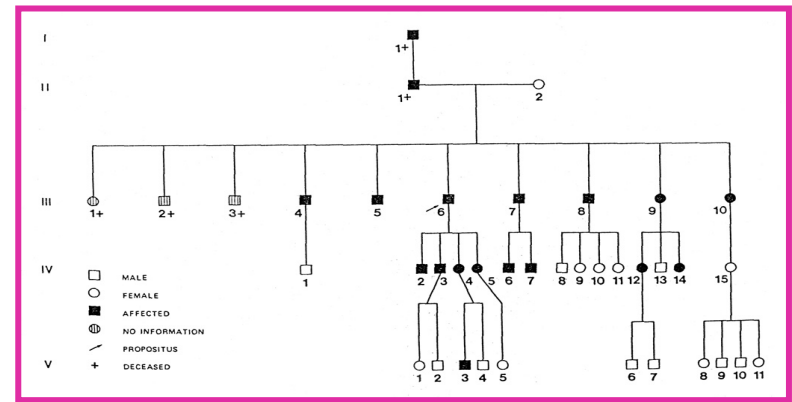 I
1+
II
1+ 2
III
1+ 2+ 3+ 4 5 6 7 8 9 10
IV
1 2 3 4 5 6 7 8 9 10 11 12 13 14 15
MALE
FEMALE
AFFECTED
NO INFORMATION
PROPOSITUS
+ DECEASED
V
1 2 3 4 5 6 7 8 9 10 11